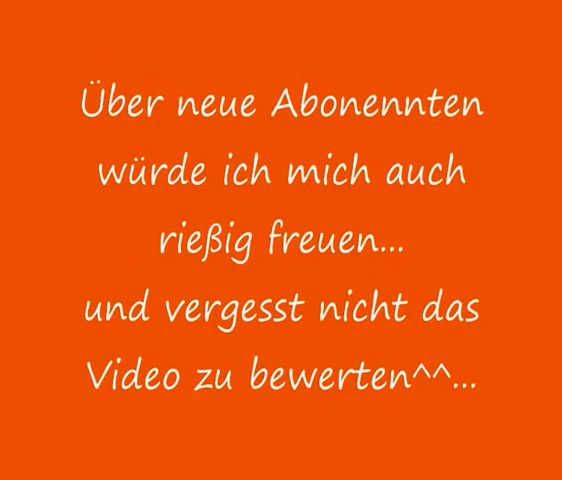 Über neue Abonennten
würde ich mich auch
rießig freuen...
und vergesst nicht das
Video zu bewerten^^...